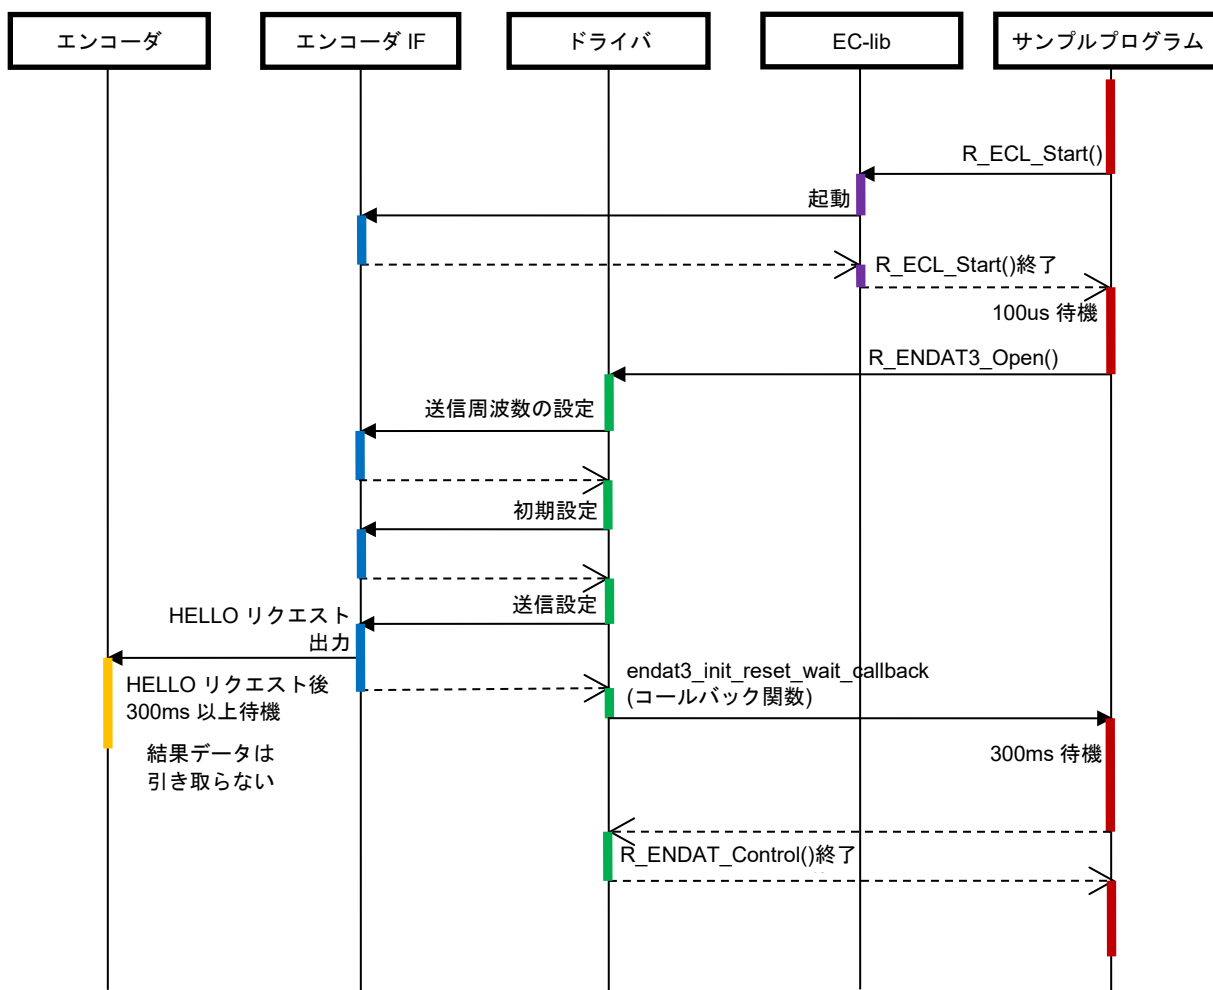 エンコーダ
エンコーダ IF
ドライバ
EC-lib
サンプルプログラム
R_ECL_Start()
起動
R_ECL_Start()終了
100us 待機
R_ENDAT3_Open()
送信周波数の設定
初期設定
送信設定
HELLO リクエスト
出力
endat3_init_reset_wait_callback
(コールバック関数)
HELLO リクエスト後
300ms 以上待機
結果データは
引き取らない
300ms 待機
R_ENDAT_Control()終了